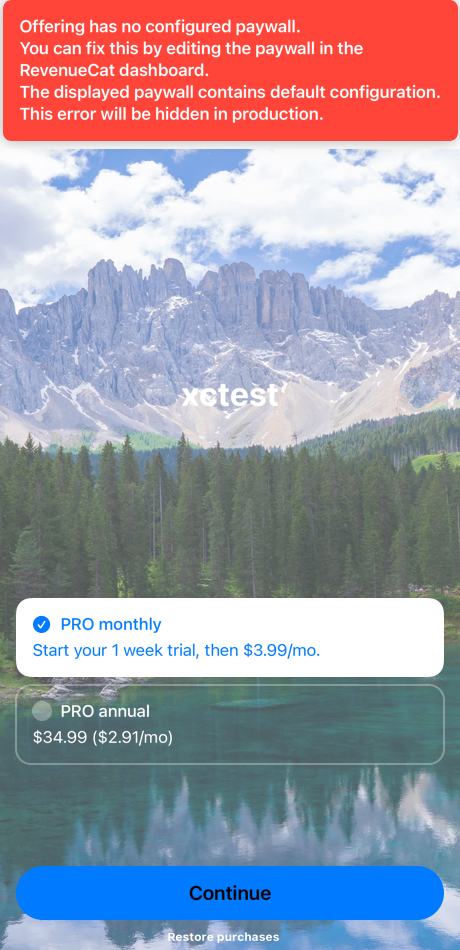 Offering has no configured paywall.
You can fix this by editing the paywall in the
RevenueCat dashboard.
The displayed paywall contains default configuration.
This error will be hidden in production.
xctest
PRO monthly
Start your 1 week trial, then $3.99/mo.
PRO annual
$34.99 ($2.91/mo)
Continue
Restore purchases